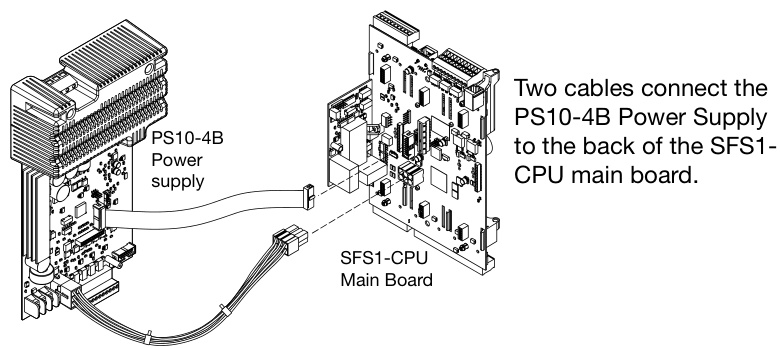 Two cables connect the
PS10-4B Power Supply
to the back of the SFS1-
CPU main board.
PS10-4B
Power
supply
SFS1-CPU
Main Board